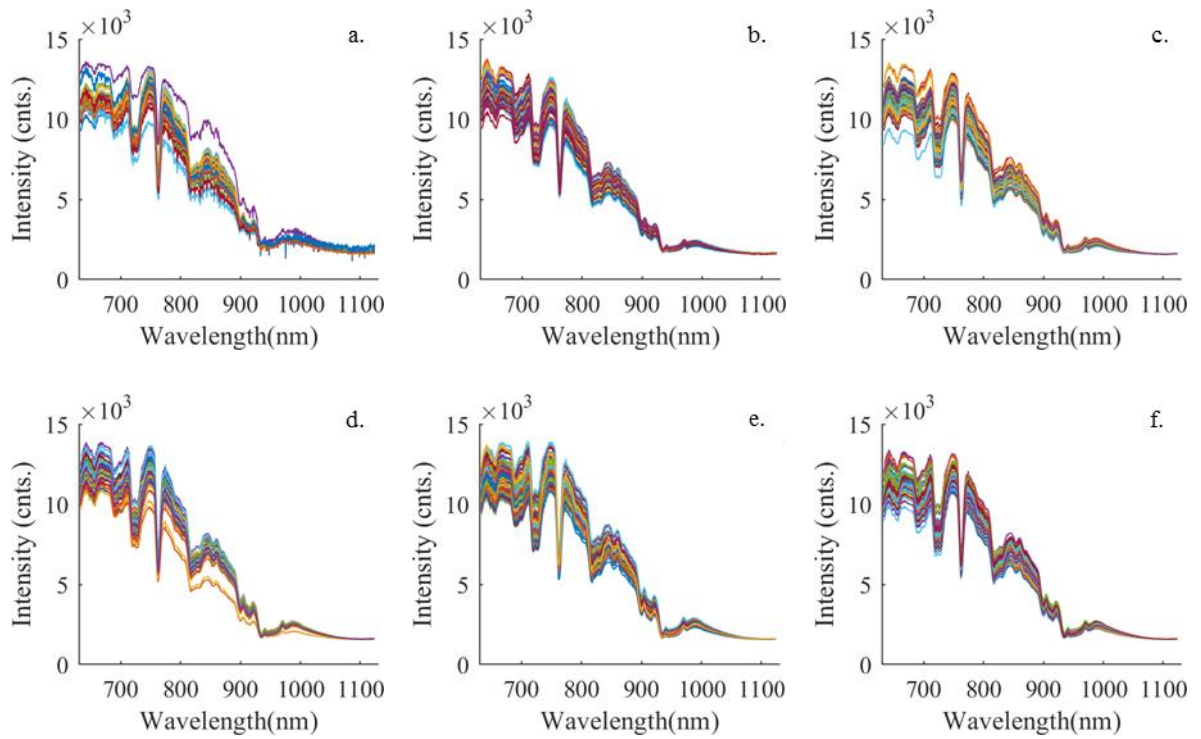 ×10³ a.
15
10
5
0
Intensity (cnts.)
700 800 900 1000 1100
Wavelength(nm)
×10³ b.
15
10
5
0
Intensity (cnts.)
700 800 900 1000 1100
Wavelength(nm)
×10³ c.
15
10
5
0
Intensity (cnts.)
700 800 900 1000 1100
Wavelength(nm)
×10³ d.
15
10
5
0
Intensity (cnts.)
700 800 900 1000 1100
Wavelength(nm)
×10³ e.
15
10
5
0
Intensity (cnts.)
700 800 900 1000 1100
Wavelength(nm)
×10³ f.
15
10
5
0
Intensity (cnts.)
700 800 900 1000 1100
Wavelength(nm)